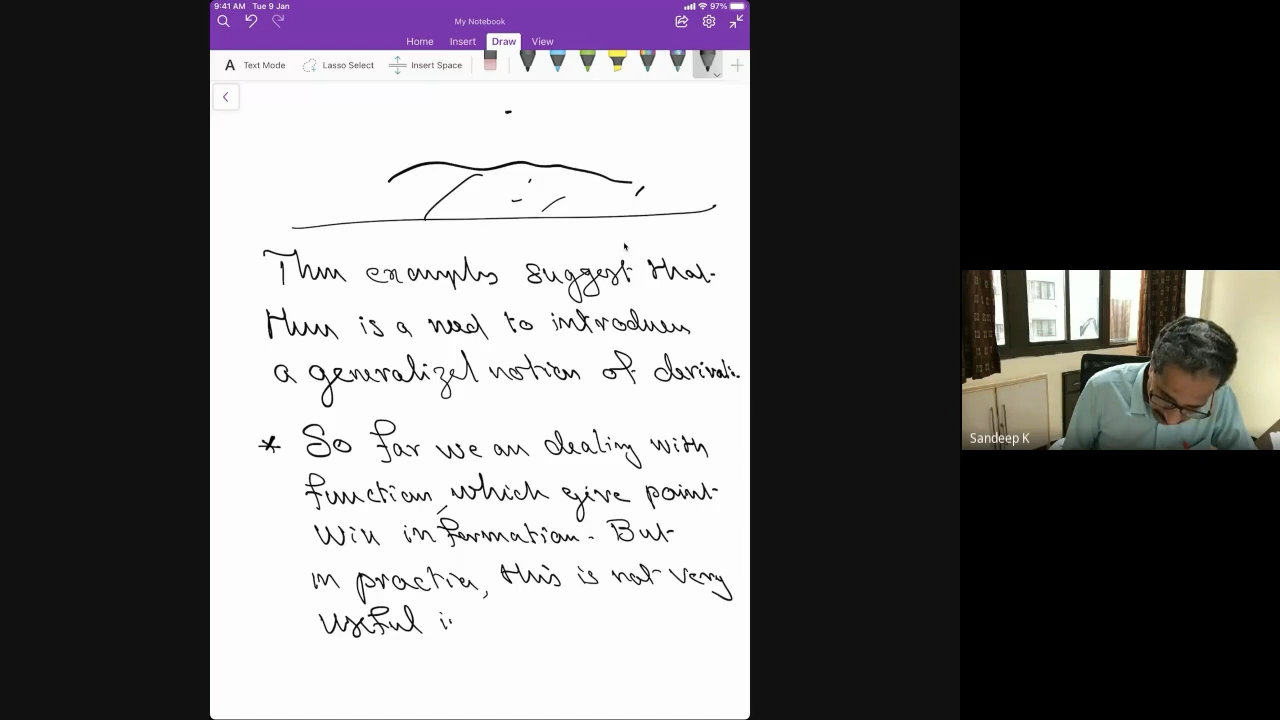 9:41 AM Tue 9 Jan
97%
My Notebook
Home Insert Draw View
Text Mode Lasso Select Insert Space
These examples suggest that
there is a need to introduce
a generalized notion of derivati.
* So far we are dealing with
function, which give point-
wise information. But
in practice, this is not very
useful i
Sandeep K